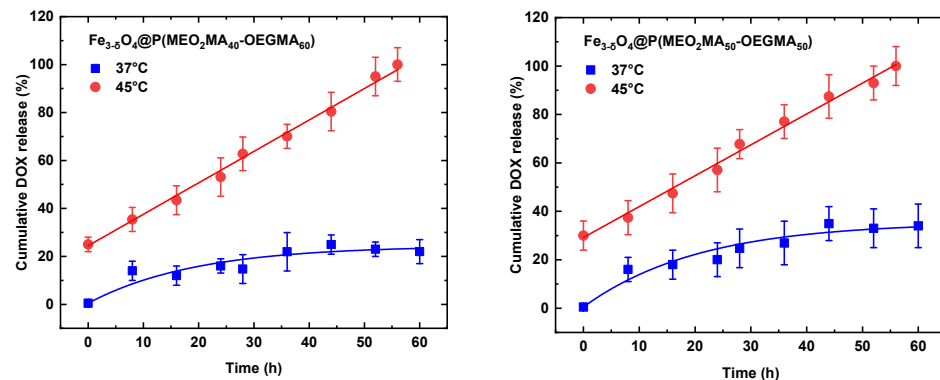 Fe3-δO4@P(MEO2MA40-OEGMA60)
37°C
45°C
120
100
80
60
40
20
0
Cumulative DOX release (%)
0 10 20 30 40 50 60
Time (h)
Fe3-δO4@P(MEO2MA50-OEGMA50)
37°C
45°C
120
100
80
60
40
20
0
Cumulative DOX release (%)
0 10 20 30 40 50 60
Time (h)